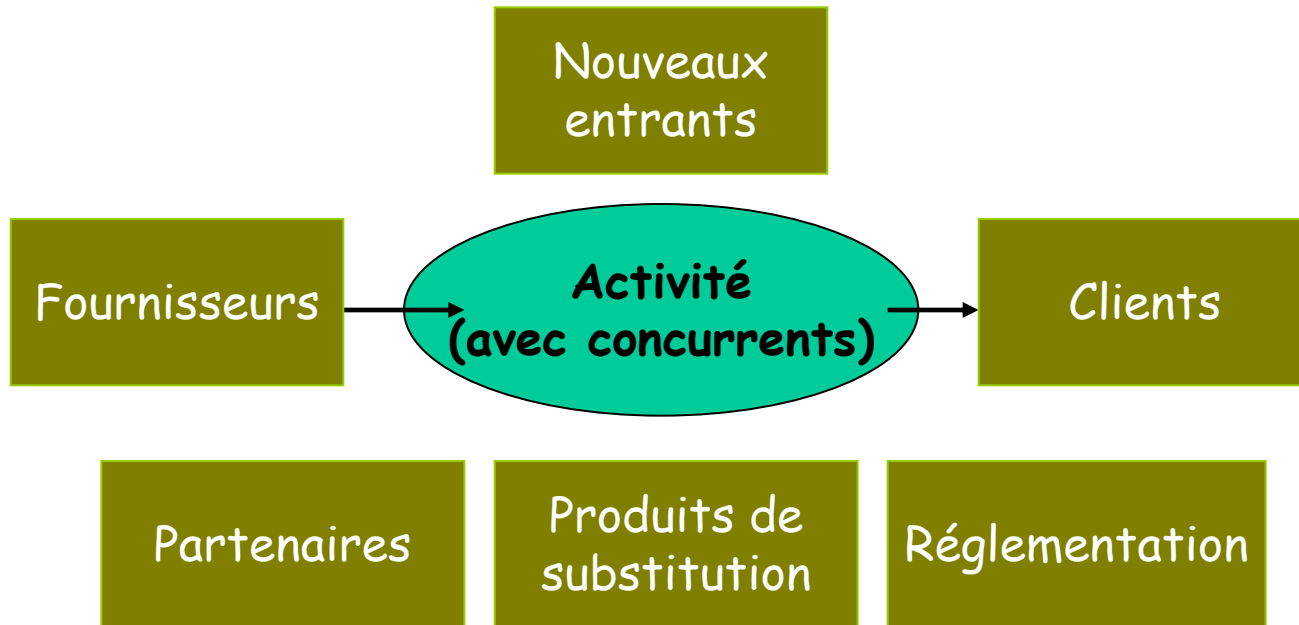 Nouveaux
entrants
Fournisseurs
Activité
(avec concurrents)
Clients
Partenaires
Produits de
substitution
Réglementation